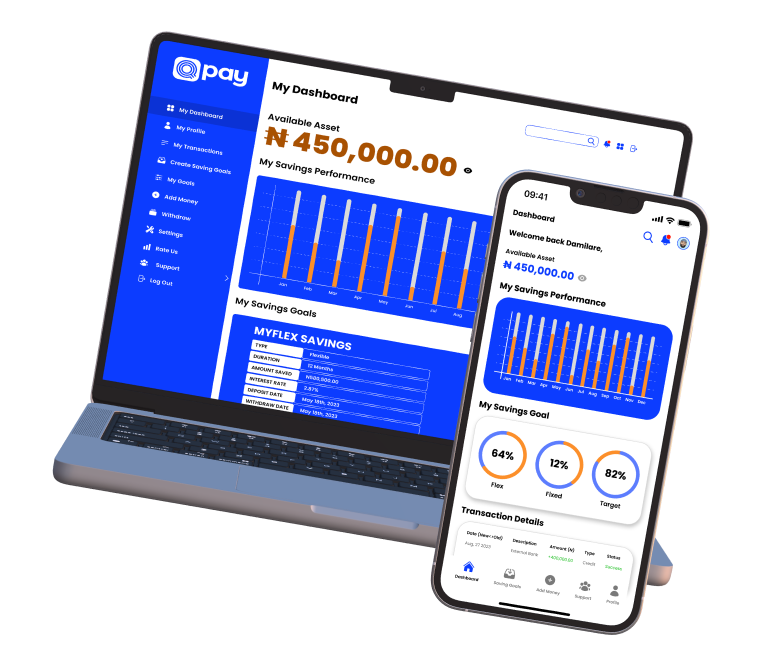 Qpay
My Dashboard
My Profile
My Transactions
Create Saving Goals
My Goals
Add Money
Withdraw
Settings
Rate Us
Support
Log Out
My Dashboard
Available Asset
₦ 450,000.00
My Savings Performance
Jan Feb Mar Apr May Jun Jul Aug
My Savings Goals
MYFLEX SAVINGS
TYPE Flexible
DURATION 12 Months
AMOUNT SAVED ₦500,500.00
INTEREST RATE 2.67%
DEPOSIT DATE May 18th, 2023
WITHDRAW DATE May 18th, 2023
09:41
Dashboard
Welcome back Damilare,
Available Asset
₦ 450,000.00
My Savings Performance
Jan Feb Mar Apr May Jun Jul Aug Sep Oct Nov Dec
My Savings Goal
64% 12% 82%
Flex Fixed Target
Transaction Details
Date (New>Old) Description Amount (₦) Type Status
Aug, 27 2023 External Bank +400,000.00 Credit Success
Dashboard Saving Goals Add Money Support Profile